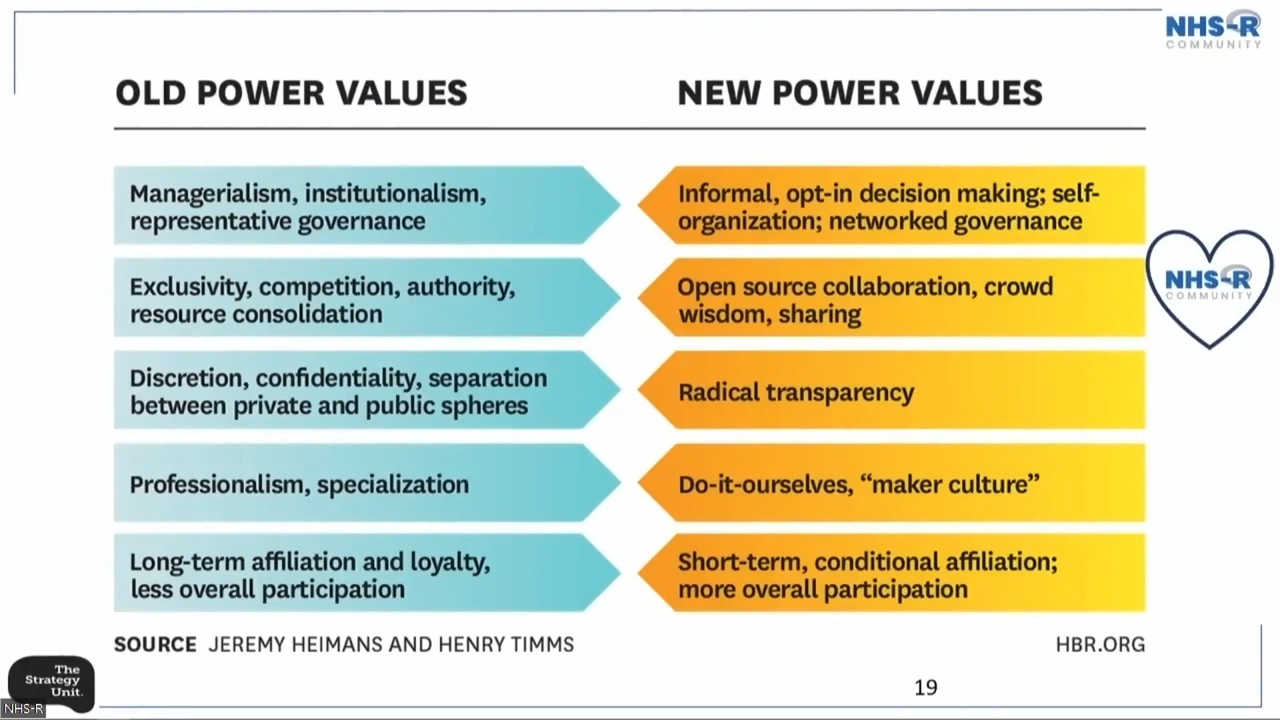 NHS-R
COMMUNITY
OLD POWER VALUES
NEW POWER VALUES
Managerialism, institutionalism,
representative governance
Informal, opt-in decision making; self-
organization; networked governance
Exclusivity, competition, authority,
resource consolidation
Open source collaboration, crowd
wisdom, sharing
NHS-R
COMMUNITY
Discretion, confidentiality, separation
between private and public spheres
Radical transparency
Professionalism, specialization
Do-it-ourselves, “maker culture”
Long-term affiliation and loyalty,
less overall participation
Short-term, conditional affiliation;
more overall participation
SOURCE JEREMY HEIMANS AND HENRY TIMMS
HBR.ORG
The
Strategy
Unit.
19
NHS-R